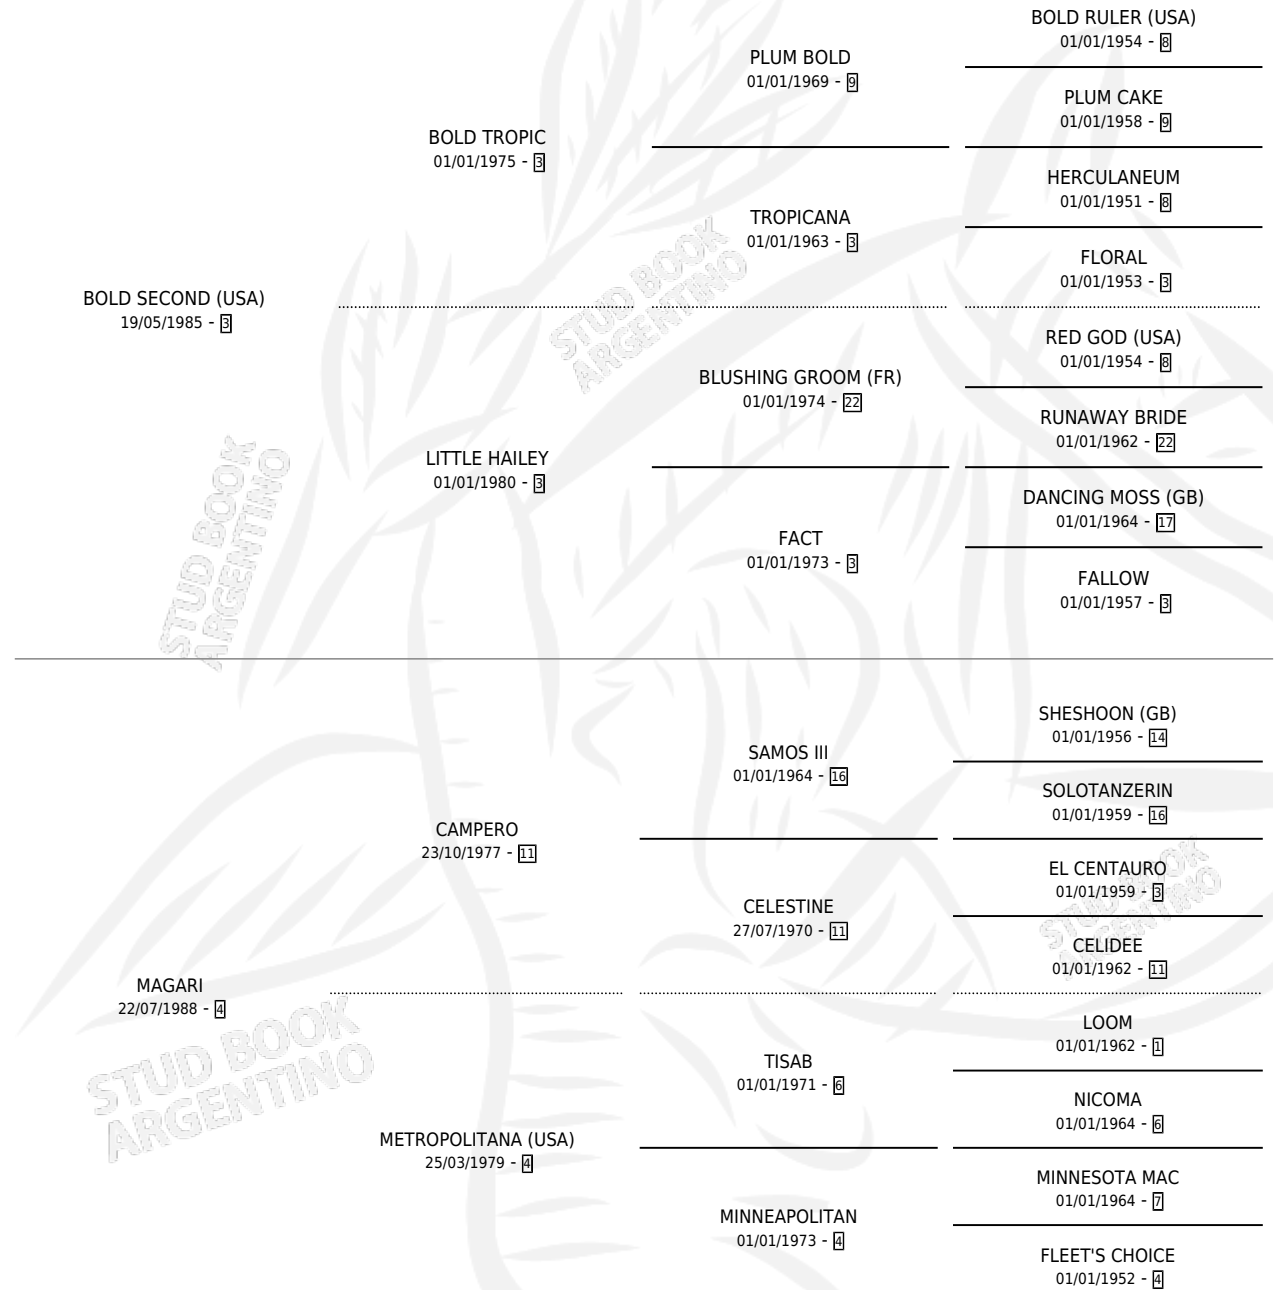 BOLD RULER (USA)
01/01/1954 - 8
PLUM BOLD
01/01/1969 - 9
PLUM CAKE
01/01/1958 - 9
BOLD TROPIC
01/01/1975 - 3
HERCULANEUM
01/01/1951 - 8
TROPICANA
01/01/1963 - 3
FLORAL
01/01/1953 - 3
BOLD SECOND (USA)
19/05/1985 - 3
RED GOD (USA)
01/01/1954 - 8
BLUSHING GROOM (FR)
01/01/1974 - 22
RUNAWAY BRIDE
01/01/1962 - 22
LITTLE HAILEY
01/01/1980 - 3
DANCING MOSS (GB)
01/01/1964 - 17
FACT
01/01/1973 - 3
FALLOW
01/01/1957 - 3
SHESHOON (GB)
01/01/1956 - 14
SAMOS III
01/01/1964 - 16
SOLOTANZERIN
01/01/1959 - 16
CAMPERO
23/10/1977 - 11
EL CENTAURO
01/01/1959 - 3
CELESTINE
27/07/1970 - 11
CELIDEE
01/01/1962 - 11
MAGARI
22/07/1988 - 4
LOOM
01/01/1962 - 1
TISAB
01/01/1971 - 6
NICOMA
01/01/1964 - 6
METROPOLITANA (USA)
25/03/1979 - 4
MINNESOTA MAC
01/01/1964 - 7
MINNEAPOLITAN
01/01/1973 - 4
FLEET'S CHOICE
01/01/1952 - 4
STUD BOOK
ARGENTINO
STUD BOOK
ARGENTINO
STUD BOOK
ARGENTINO
STUD BOOK
ARGENTINO